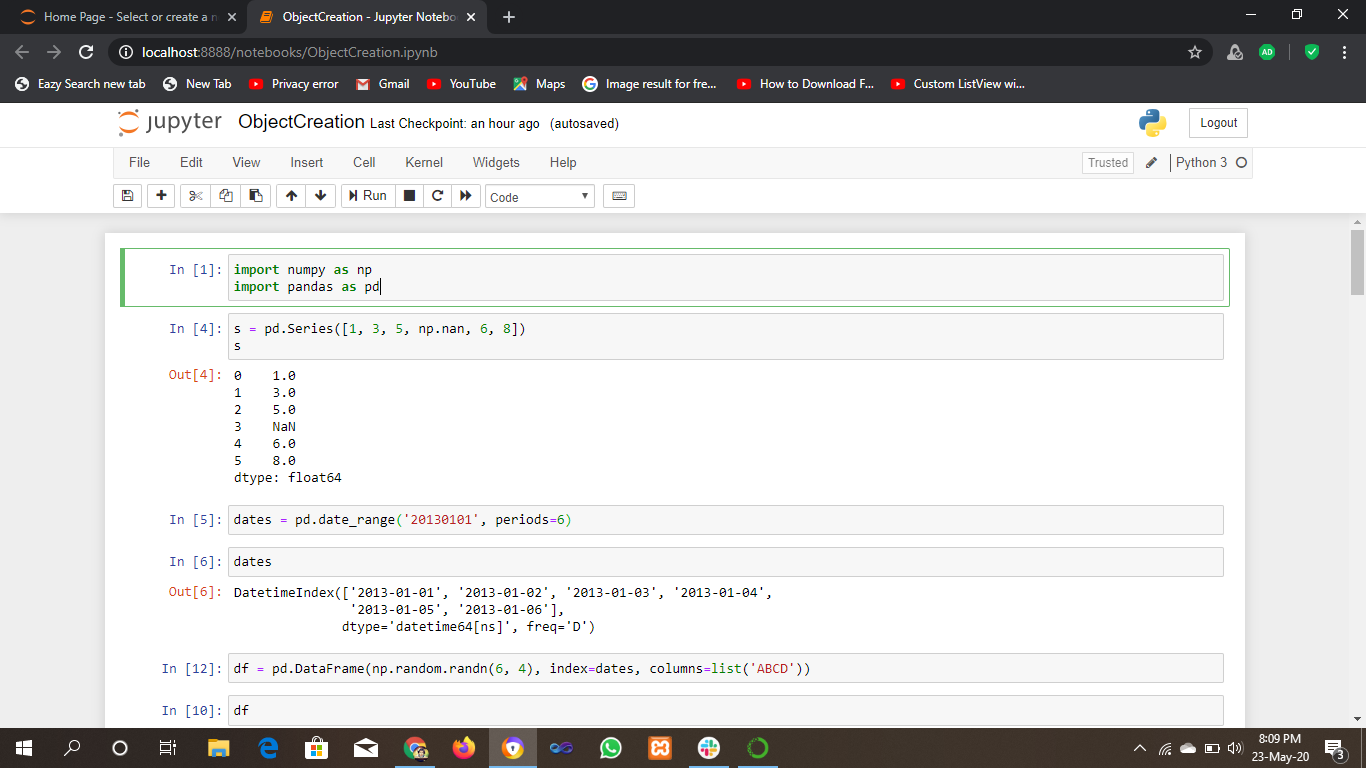 Home Page - Select or create a n
ObjectCreation - Jupyter Notebo
localhost:8888/notebooks/ObjectCreation.ipynb
AD
Eazy Search new tab
New Tab
Privacy error
Gmail
YouTube
Maps
Image result for fre...
How to Download F...
Custom ListView wi...
jupyter ObjectCreation Last Checkpoint: an hour ago (autosaved)
Logout
File Edit View Insert Cell Kernel Widgets Help
Trusted
Python 3
Run
Code
In [1]: import numpy as np
import pandas as pd
In [4]: s = pd.Series([1, 3, 5, np.nan, 6, 8])
s
Out[4]: 0    1.0
1    3.0
2    5.0
3    NaN
4    6.0
5    8.0
dtype: float64
In [5]: dates = pd.date_range('20130101', periods=6)
In [6]: dates
Out[6]: DatetimeIndex(['2013-01-01', '2013-01-02', '2013-01-03', '2013-01-04',
'2013-01-05', '2013-01-06'],
dtype='datetime64[ns]', freq='D')
In [12]: df = pd.DataFrame(np.random.randn(6, 4), index=dates, columns=list('ABCD'))
In [10]: df
8:09 PM
23-May-20
3